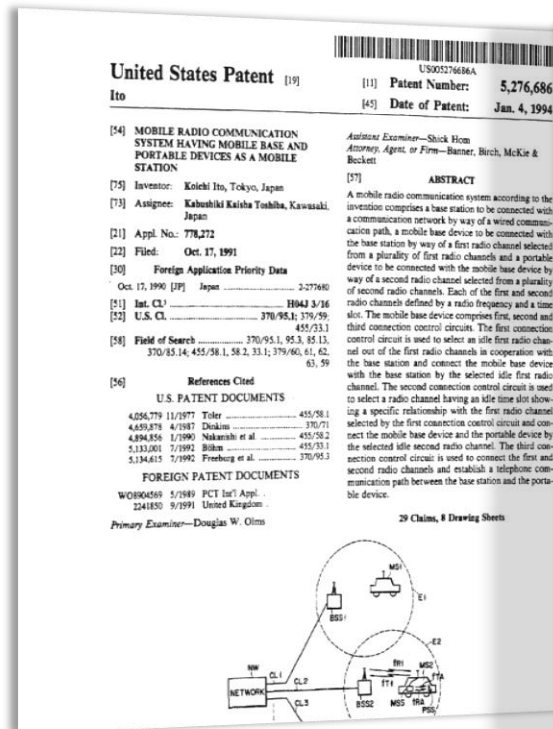 United States Patent [19]
Ito
US005276686A
[11] Patent Number: 5,276,686
[45] Date of Patent: Jan. 4, 1994
[54] MOBILE RADIO COMMUNICATION
SYSTEM HAVING MOBILE BASE AND
PORTABLE DEVICES AS A MOBILE
STATION
[75] Inventor: Koichi Ito, Tokyo, Japan
[73] Assignee: Kabushiki Kaisha Toshiba, Kawasaki,
Japan
[21] Appl. No.: 778,272
[22] Filed: Oct. 17, 1991
[30] Foreign Application Priority Data
Oct. 17, 1990 [JP] Japan .................... 2-277680
[51] Int. Cl.⁵ .................... H04J 3/16
[52] U.S. Cl. .................... 370/95.1; 379/59;
455/33.1
[58] Field of Search .................... 370/95.1, 95.3, 85.13,
370/85.14; 455/58.1, 58.2, 33.1; 379/60, 61, 62,
63, 59
[56] References Cited
U.S. PATENT DOCUMENTS
4,056,779 11/1977 Toler .................... 455/58.1
4,659,878 4/1987 Dinkins .................... 370/71
4,894,856 1/1990 Nakanishi et al. .................... 455/58.2
5,133,001 7/1992 Böhm .................... 455/33.1
5,134,615 7/1992 Freeburg et al. .................... 370/95.3
FOREIGN PATENT DOCUMENTS
WO8904569 5/1989 PCT Int'l Appl. .
2241850 9/1991 United Kingdom .
Primary Examiner—Douglas W. Olms
Assistant Examiner—Shick Hom
Attorney, Agent, or Firm—Banner, Birch, McKie &
Beckett
[57] ABSTRACT
A mobile radio communication system according to the
invention comprises a base station to be connected with
a communication network by way of a wired communi-
cation path, a mobile base device to be connected with
the base station by way of a first radio channel selected
from a plurality of first radio channels and a portable
device to be connected with the mobile base device by
way of a second radio channel selected from a plurality
of second radio channels. Each of the first and second
radio channels defined by a radio frequency and a time
slot. The mobile base device comprises first, second and
third connection control circuits. The first connection
control circuit is used to select an idle first radio chan-
nel out of the first radio channels in cooperation with
the base station and connect the mobile base device
with the base station by the selected idle first radio
channel. The second connection control circuit is used
to select a radio channel having an idle time slot show-
ing a specific relationship with the first radio channel
selected by the first connection control circuit and con-
nect the mobile base device and the portable device by
the selected idle second radio channel. The third con-
nection control circuit is used to connect the first and
second radio channels and establish a telephone com-
munication path between the base station and the porta-
ble device.
29 Claims, 8 Drawing Sheets
MS1
E1
BSS1
E2
NW
NETWORK
CL1
CL2
CL3
fR1
fT1
MS2
fTA
BSS2
MSS
fRA
PSS